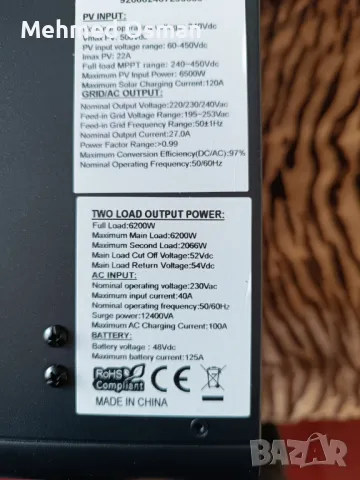 Mehmet Oz
PV INPUT:
PV input voltage range: 60-450Vdc
Imax PV: 22A
Full load MPPT range: 240~450Vdc
Maximum PV Input Power: 6500W
Maximum Solar Charging Current:120A
GRID/AC OUTPUT:
Nominal Output Voltage:220/230/240Vac
Feed-in Grid Voltage Range:195~253Vac
Feed-in Grid Frequency Range:50±1Hz
Nominal Output Current:27.0A
Power Factor Range:>0.99
Maximum Conversion Efficiency(DC/AC):97%
Nominal Operating Frequency:50/60Hz
TWO LOAD OUTPUT POWER:
Full Load:6200W
Maximum Main Load:6200W
Maximum Second Load:2066W
Main Load Cut Off Voltage:52Vdc
Main Load Return Voltage:54Vdc
AC INPUT:
Nominal operating voltage:230Vac
Maximum input current:40A
Nominal operating frequency:50/60Hz
Surge power:12400VA
Maximum AC Charging Current:100A
BATTERY:
Battery voltage:48Vdc
Maximum battery current:125A
RoHS
Compliant
CE
MADE IN CHINA
BAZAR
bg